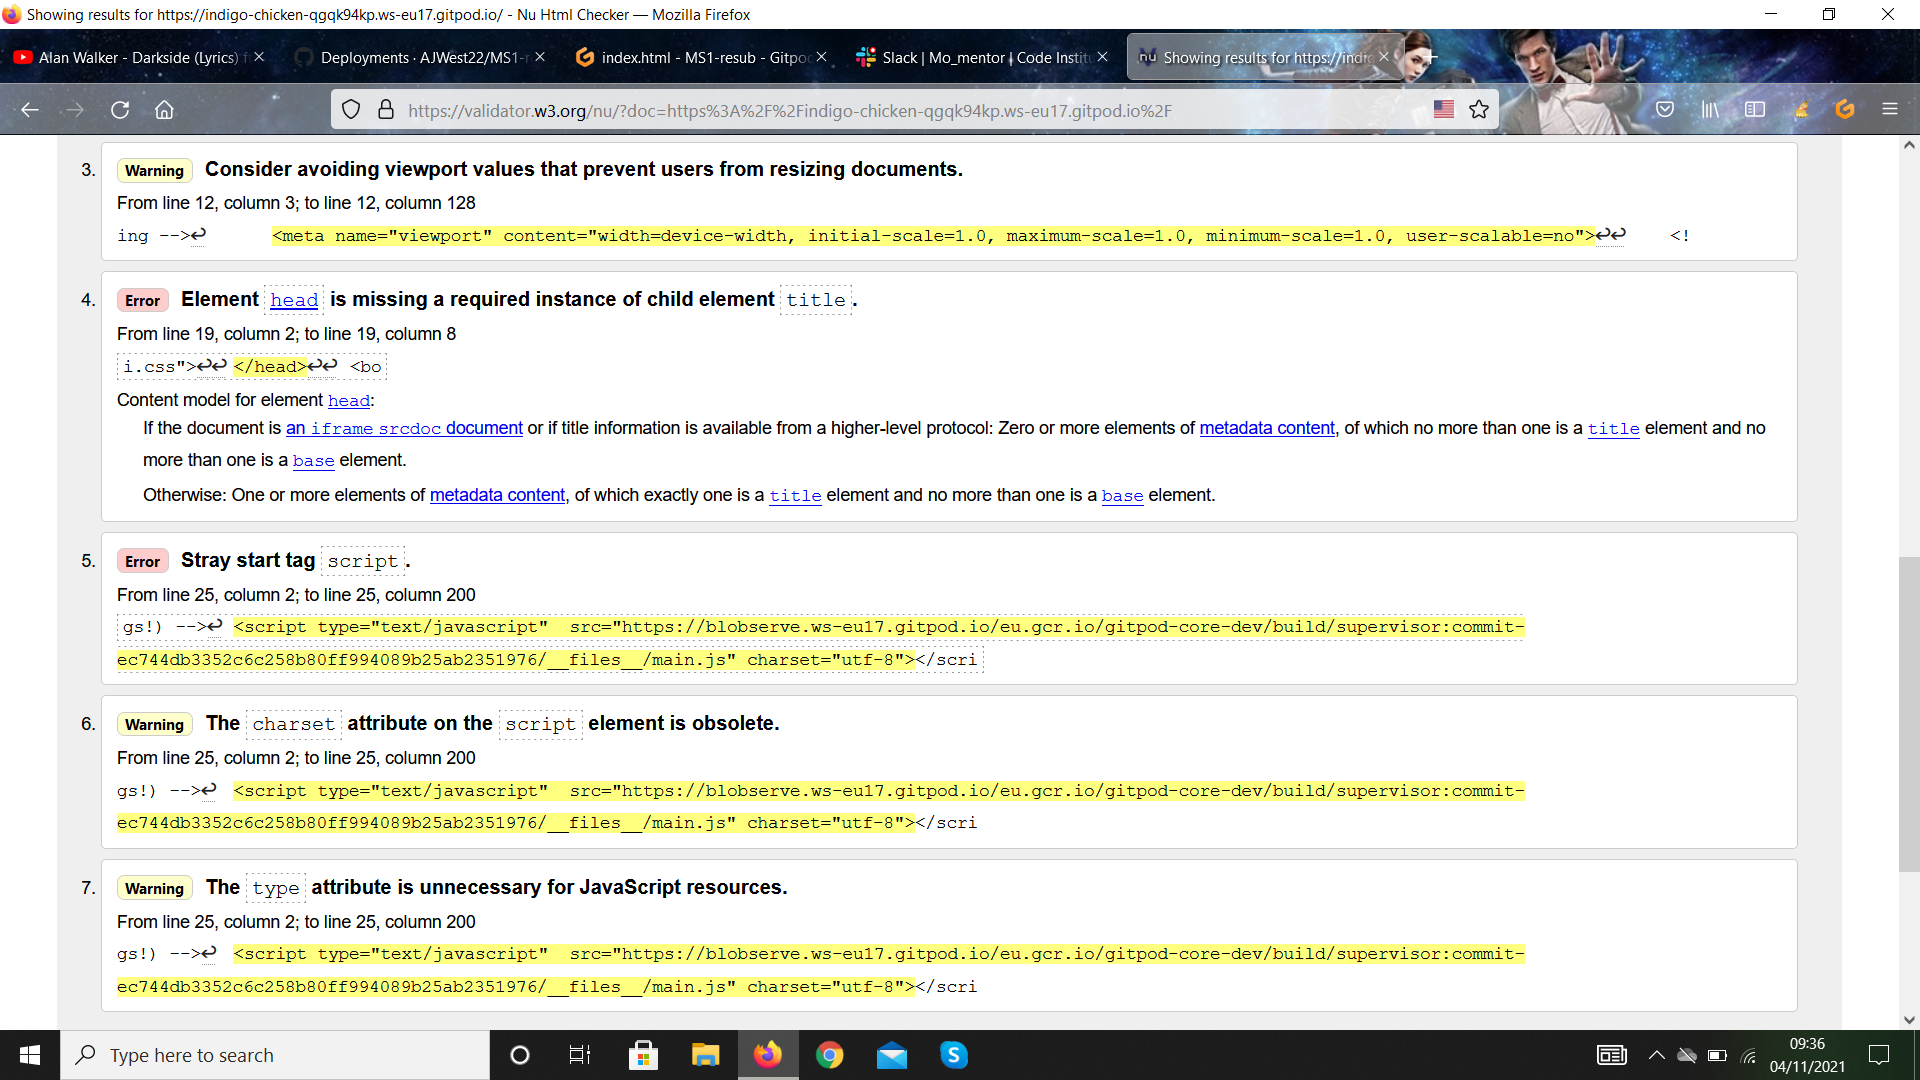 Showing results for https://indigo-chicken-qgqk94kp.ws-eu17.gitpod.io/ - Nu Html Checker — Mozilla Firefox
Alan Walker - Darkside (Lyrics) f
Deployments · AJWest22/MS1-r
index.html - MS1-resub - Gitpod
Slack | Mo_mentor | Code Institu
nu Showing results for https://indig
https://validator.w3.org/nu/?doc=https%3A%2F%2Findigo-chicken-qgqk94kp.ws-eu17.gitpod.io%2F
3. Warning Consider avoiding viewport values that prevent users from resizing documents.
From line 12, column 3; to line 12, column 128
ing -->↩ <meta name="viewport" content="width=device-width, initial-scale=1.0, maximum-scale=1.0, minimum-scale=1.0, user-scalable=no">↩↩ <!
4. Error Element head is missing a required instance of child element title.
From line 19, column 2; to line 19, column 8
i.css">↩↩ </head>↩↩ <bo
Content model for element head:
If the document is an iframe srcdoc document or if title information is available from a higher-level protocol: Zero or more elements of metadata content, of which no more than one is a title element and no
more than one is a base element.
Otherwise: One or more elements of metadata content, of which exactly one is a title element and no more than one is a base element.
5. Error Stray start tag script.
From line 25, column 2; to line 25, column 200
gs!) -->↩ <script type="text/javascript"  src="https://blobserve.ws-eu17.gitpod.io/eu.gcr.io/gitpod-core-dev/build/supervisor:commit-
ec744db3352c6c258b80ff994089b25ab2351976/__files__/main.js" charset="utf-8"></scri
6. Warning The charset attribute on the script element is obsolete.
From line 25, column 2; to line 25, column 200
gs!) -->↩ <script type="text/javascript"  src="https://blobserve.ws-eu17.gitpod.io/eu.gcr.io/gitpod-core-dev/build/supervisor:commit-
ec744db3352c6c258b80ff994089b25ab2351976/__files__/main.js" charset="utf-8"></scri
7. Warning The type attribute is unnecessary for JavaScript resources.
From line 25, column 2; to line 25, column 200
gs!) -->↩ <script type="text/javascript"  src="https://blobserve.ws-eu17.gitpod.io/eu.gcr.io/gitpod-core-dev/build/supervisor:commit-
ec744db3352c6c258b80ff994089b25ab2351976/__files__/main.js" charset="utf-8"></scri
Type here to search
09:36
04/11/2021